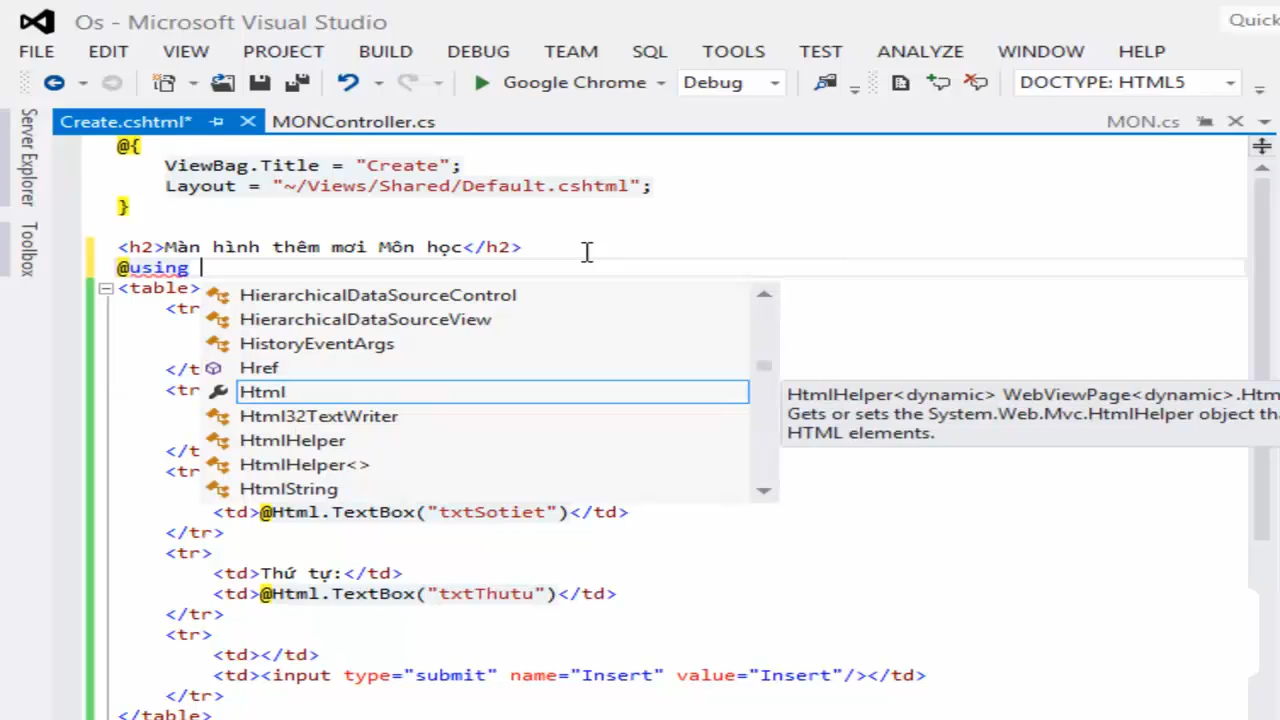 Os - Microsoft Visual Studio
Quick
FILE EDIT VIEW PROJECT BUILD DEBUG TEAM SQL TOOLS TEST ANALYZE WINDOW HELP
Google Chrome Debug DOCTYPE: HTML5
Server Explorer
Toolbox
Create.cshtml* MONController.cs MON.cs
@{
ViewBag.Title = "Create";
Layout = "~/Views/Shared/Default.cshtml";
}
<h2>Màn hình thêm mơi Môn học</h2>
@using
<table>
<tr
</t
<tr
</t
<tr
HierarchicalDataSourceControl
HierarchicalDataSourceView
HistoryEventArgs
Href
Html
Html32TextWriter
HtmlHelper
HtmlHelper<>
HtmlString
HtmlHelper<dynamic> WebViewPage<dynamic>.Htm
Gets or sets the System.Web.Mvc.HtmlHelper object tha
HTML elements.
<td>@Html.TextBox("txtSotiet")</td>
</tr>
<tr>
<td>Thứ tự:</td>
<td>@Html.TextBox("txtThutu")</td>
</tr>
<tr>
<td></td>
<td><input type="submit" name="Insert" value="Insert"/></td>
</tr>
</table>